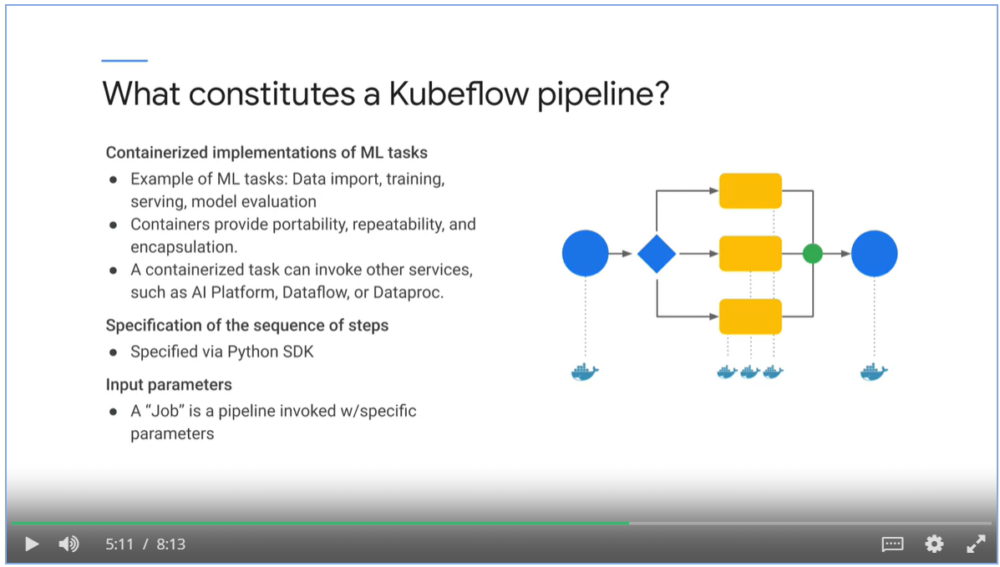 What constitutes a Kubeflow pipeline?
Containerized implementations of ML tasks
● Example of ML tasks: Data import, training,
serving, model evaluation
● Containers provide portability, repeatability, and
encapsulation.
● A containerized task can invoke other services,
such as AI Platform, Dataflow, or Dataproc.
Specification of the sequence of steps
● Specified via Python SDK
Input parameters
● A “Job” is a pipeline invoked w/specific
parameters
5:11 / 8:13